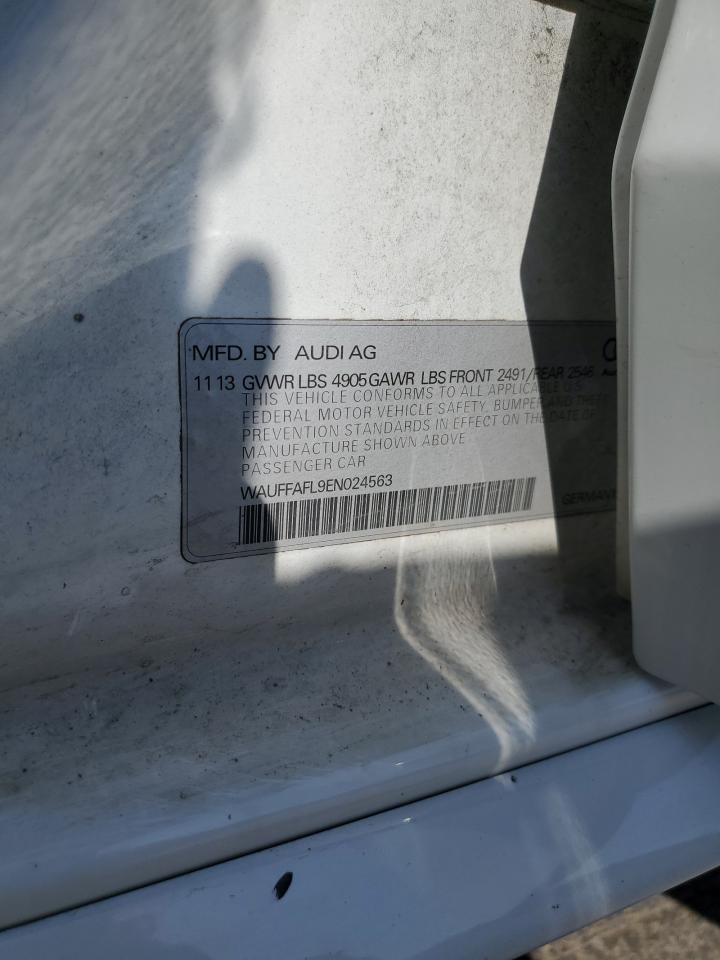 MFD. BY AUDI AG
11 13 GVWR LBS 4905 GAWR LBS FRONT 2491/REAR 2546
THIS VEHICLE CONFORMS TO ALL APPLICABLE U.S.
FEDERAL MOTOR VEHICLE SAFETY, BUMPER AND THEFT
PREVENTION STANDARDS IN EFFECT ON THE DATE OF
MANUFACTURE SHOWN ABOVE
PASSENGER CAR
WAUFFAFL9EN024563
GERMANY